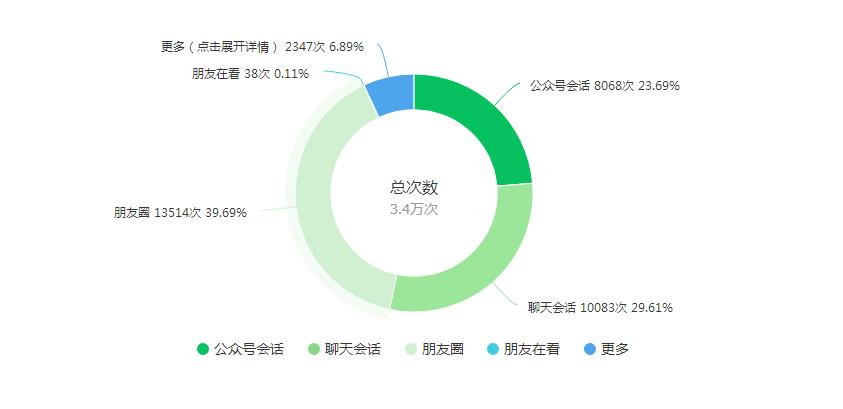 更多（点击展开详情） 2347次 6.89%
朋友在看 38次 0.11%
公众号会话 8068次 23.69%
总次数
3.4万次
朋友圈 13514次 39.69%
聊天会话 10083次 29.61%
公众号会话 聊天会话 朋友圈 朋友在看 更多